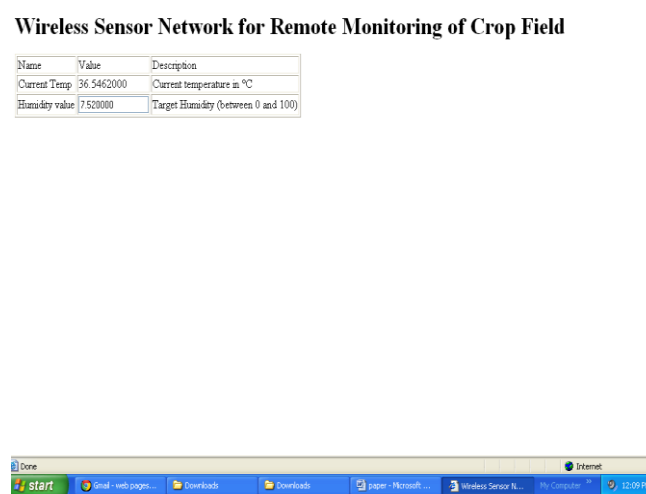 Wireless Sensor Network for Remote Monitoring of Crop Field
Name Value Description
Current Temp 36.5462000 Current temperature in °C
Humidity value 7.520000 Target Humidity (between 0 and 100)
Done Internet
start Gmail - web pages... Downloads Downloads paper - Microsoft ... Wireless Sensor N... My Computer » 12:09 P